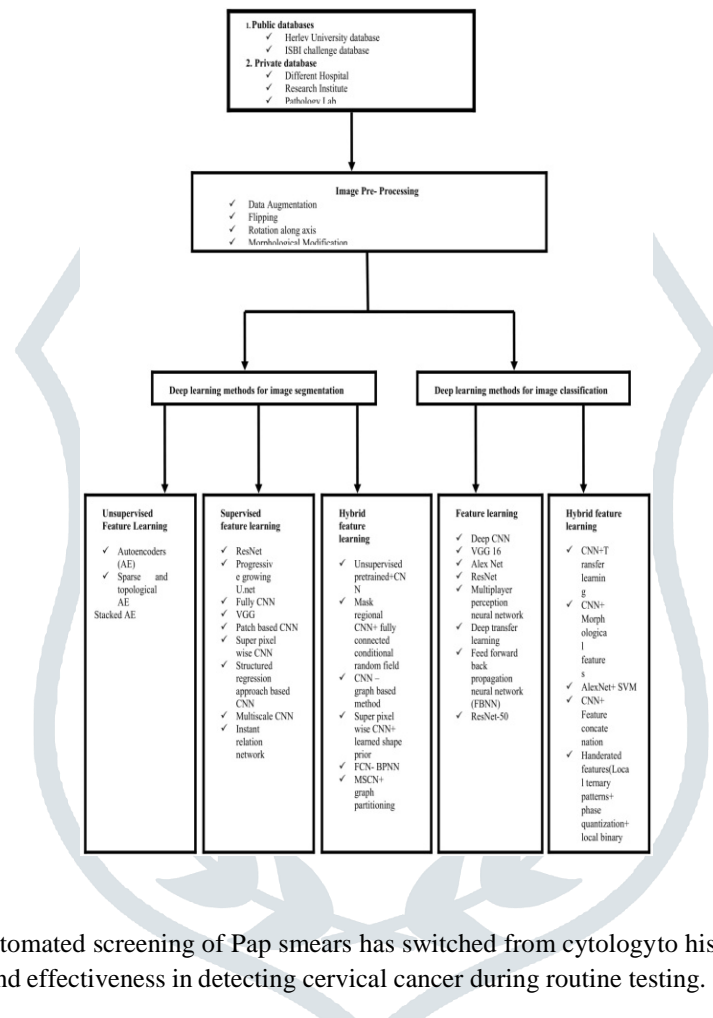 1. Public databases
✓ Herlev University database
✓ ISBI challenge database
2. Private database
✓ Different Hospital
✓ Research Institute
✓ Pathology Lab
Image Pre- Processing
✓ Data Augmentation
✓ Flipping
✓ Rotation along axis
✓ Morphological Modification
Deep learning methods for image segmentation
Deep learning methods for image classification
Unsupervised
Feature Learning
✓ Autoencoders
(AE)
✓ Sparse and
topological
AE
Stacked AE
Supervised
feature learning
✓ ResNet
✓ Progressiv
e growing
U.net
✓ Fully CNN
✓ VGG
✓ Patch based CNN
✓ Super pixel
wise CNN
✓ Structured
regression
approach based
CNN
✓ Multiscale CNN
✓ Instant
relation
network
Hybrid
feature
learning
✓ Unsupervised
pretrained+CN
N
✓ Mask
regional
CNN+ fully
connected
conditional
random field
✓ CNN –
graph based
method
✓ Super pixel
wise CNN+
learned shape
prior
✓ FCN- BPNN
✓ MSCN+
graph
partitioning
Feature learning
✓ Deep CNN
✓ VGG 16
✓ Alex Net
✓ ResNet
✓ Multiplayer
perception
neural network
✓ Deep transfer
learning
✓ Feed forward
back
propagation
neural network
(FBNN)
✓ ResNet-50
Hybrid feature
learning
✓ CNN+T
ransfer
learnin
g
✓ CNN+
Morph
ologica
l
feature
s
✓ AlexNet+ SVM
✓ CNN+
Feature
concate
nation
✓ Handerated
features(Loca
l ternary
patterns+
phase
quantization+
local binary
tomated screening of Pap smears has switched from cytologyto his
nd effectiveness in detecting cervical cancer during routine testing.